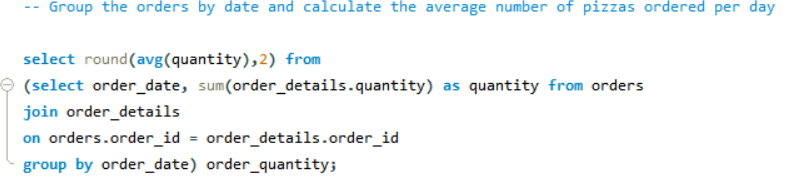 -- Group the orders by date and calculate the average number of pizzas ordered per day
select round(avg(quantity),2) from
(select order_date, sum(order_details.quantity) as quantity from orders
join order_details
on orders.order_id = order_details.order_id
group by order_date) order_quantity;